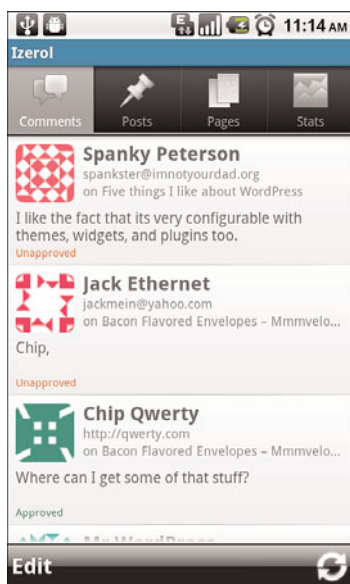 11:14 AM
Izerol
Comments
Posts
Pages
Stats
Spanky Peterson
spankster@imnotyourdad.org
on Five things I like about WordPress
I like the fact that its very configurable with
themes, widgets, and plugins too.
Unapproved
Jack Ethernet
jackmein@yahoo.com
on Bacon Flavored Envelopes – Mmmvelo...
Chip,
Unapproved
Chip Qwerty
http://qwerty.com
on Bacon Flavored Envelopes – Mmmvelo...
Where can I get some of that stuff?
Approved
Mr WordPress
Edit